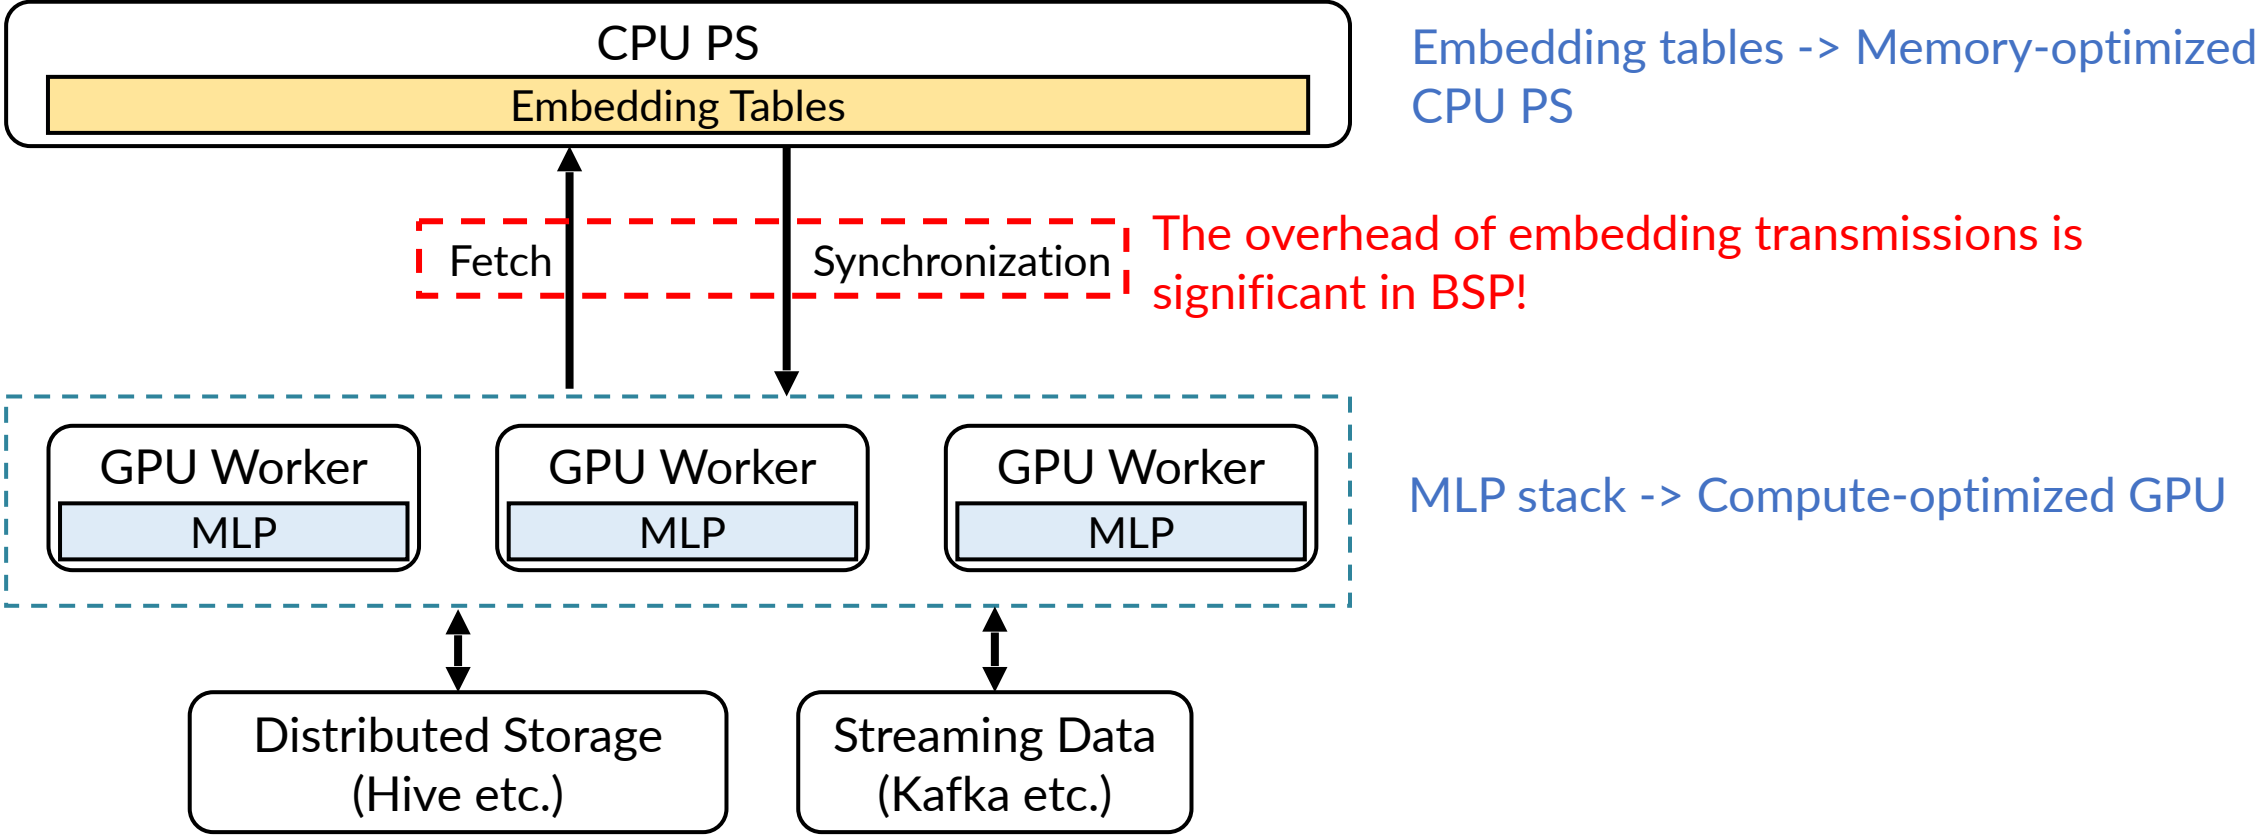 CPU PS
Embedding Tables
Embedding tables -> Memory-optimized
CPU PS
Fetch
Synchronization
The overhead of embedding transmissions is
significant in BSP!
GPU Worker
MLP
GPU Worker
MLP
GPU Worker
MLP
MLP stack -> Compute-optimized GPU
Distributed Storage
(Hive etc.)
Streaming Data
(Kafka etc.)